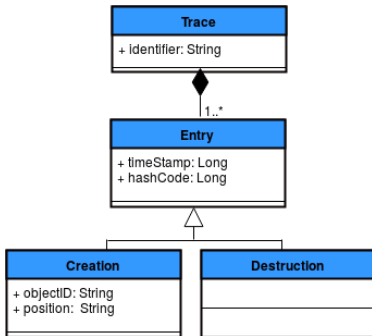 Trace
+ identifier: String
1..*
Entry
+ timeStamp: Long
+ hashCode: Long
Creation
+ objectID: String
+ position: String
Destruction